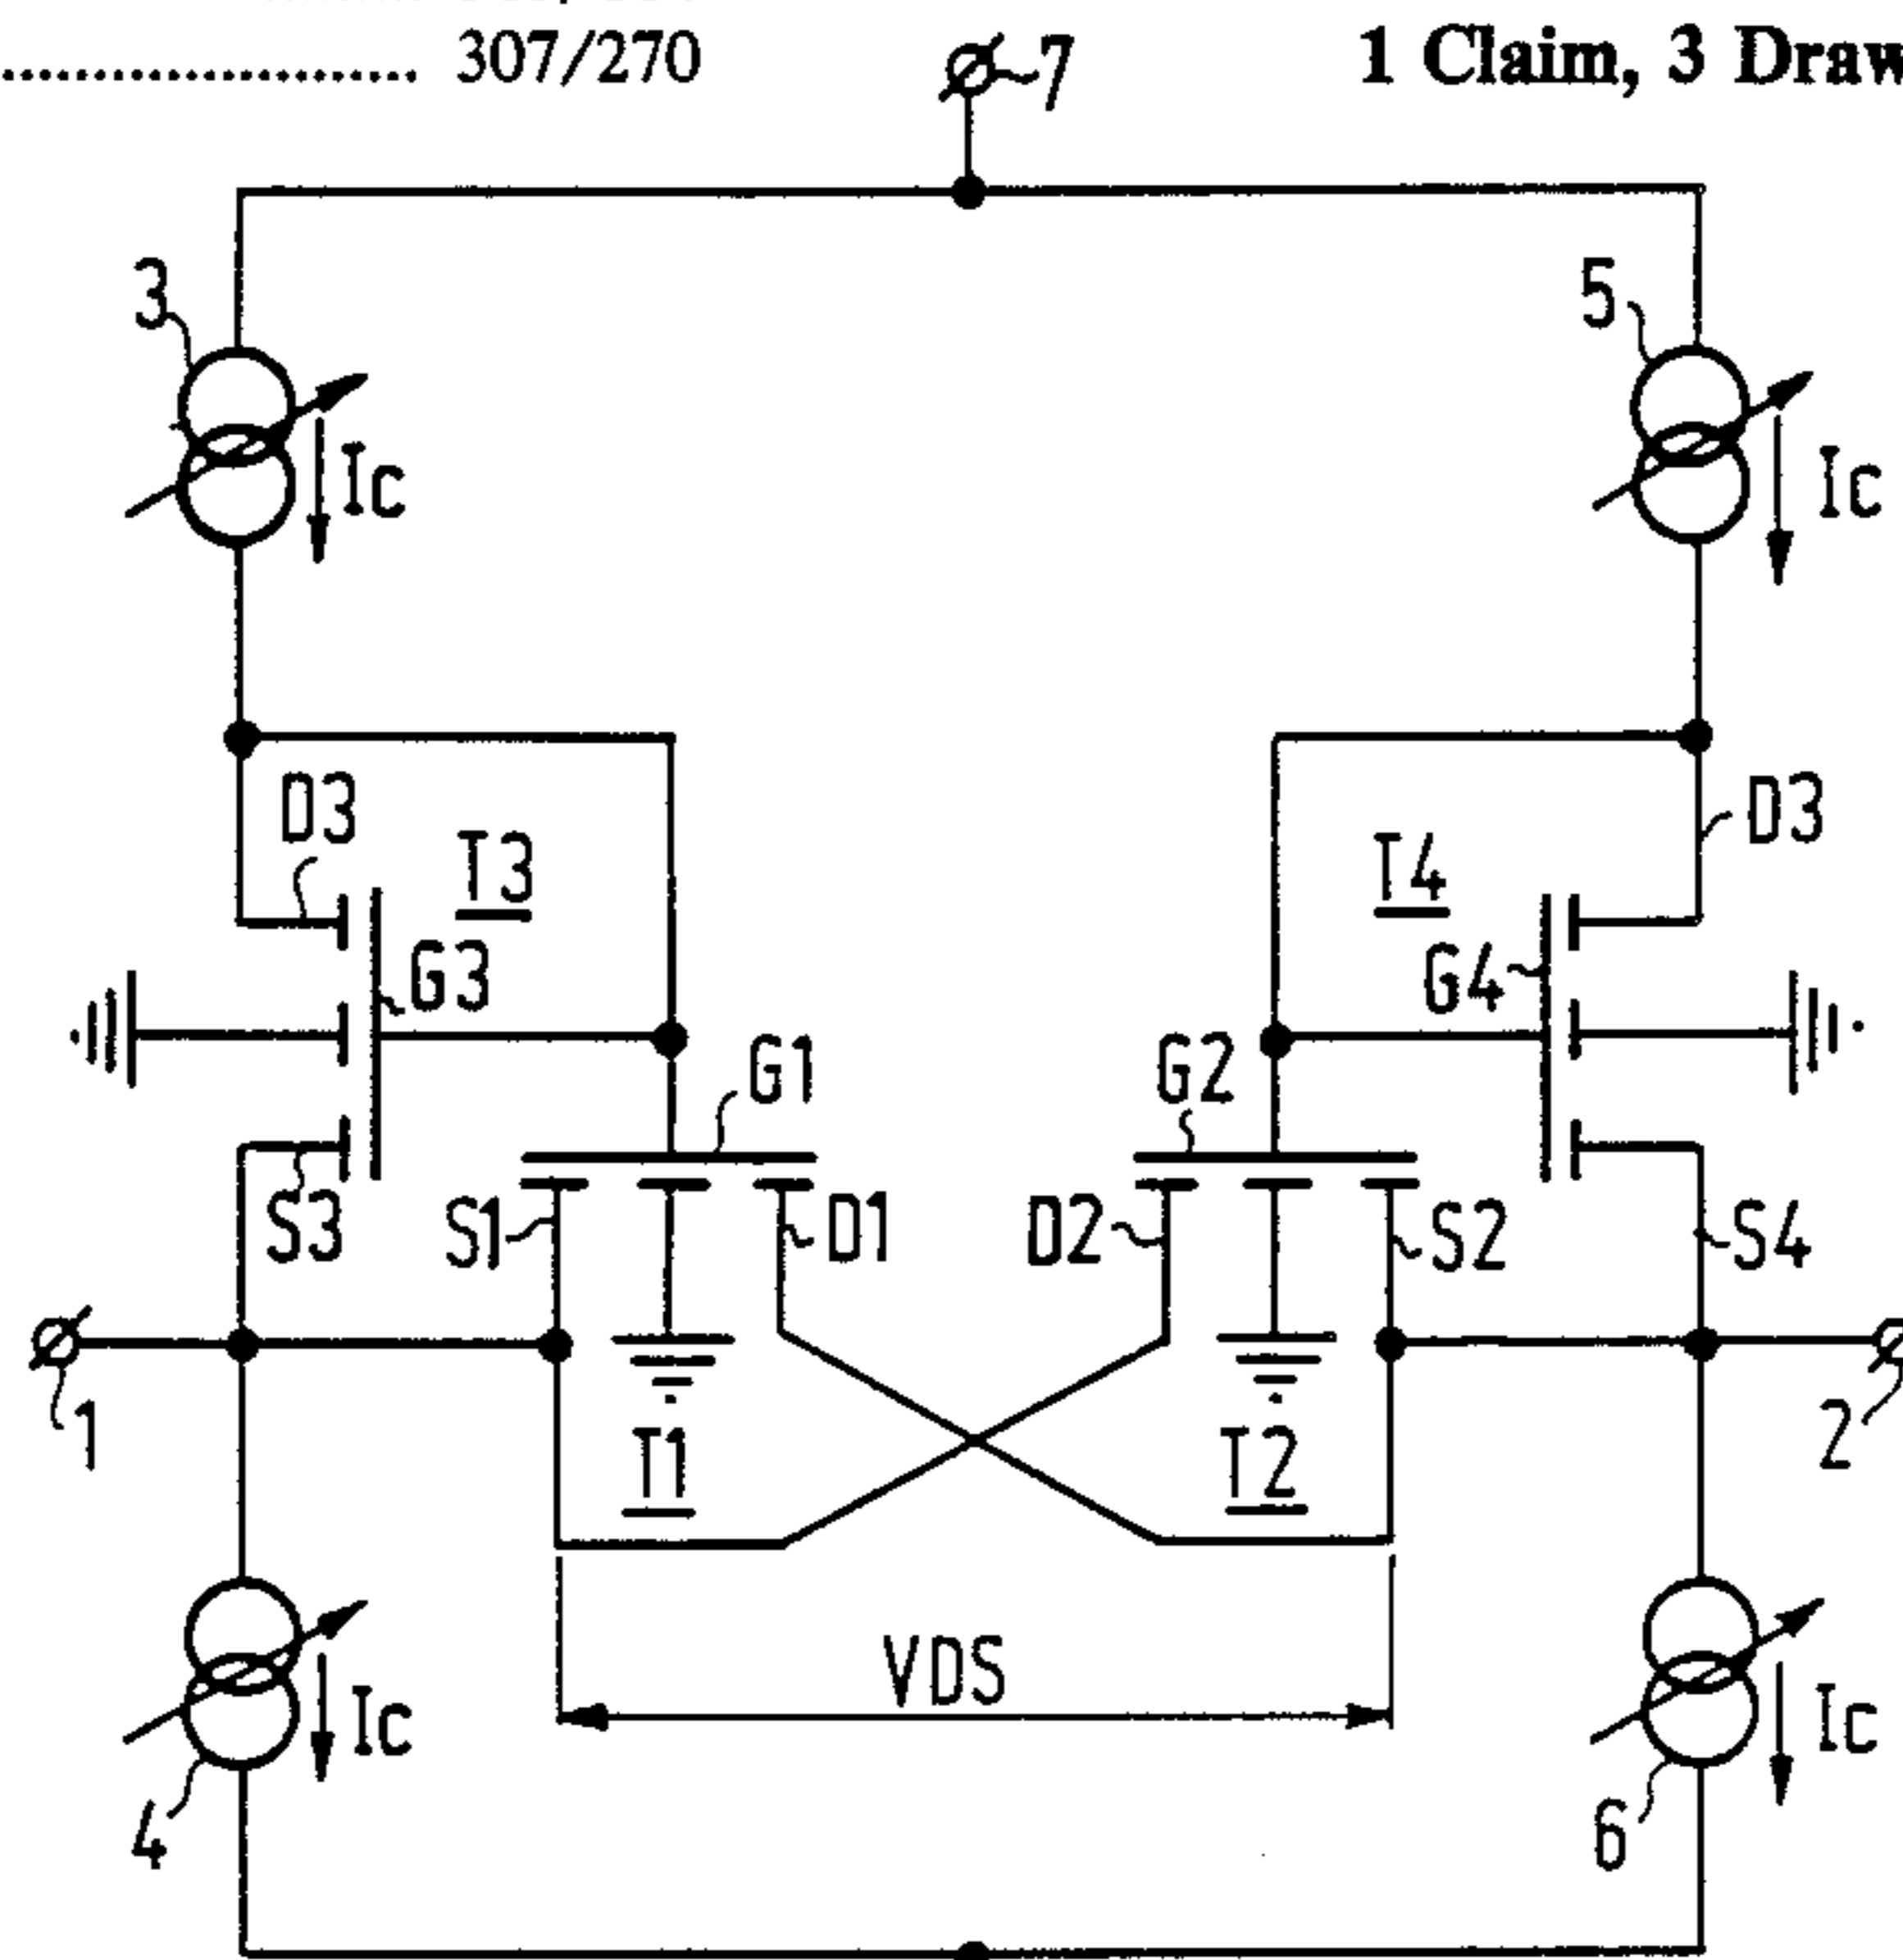 307/270
1 Claim, 3 Draw
7
3
5
Ic
Ic
D3
D3
T3
T4
G3
G4
G1
G2
S3
S1
D1
D2
S2
S4
1
2
T1
T2
VDS
Ic
Ic
4
6